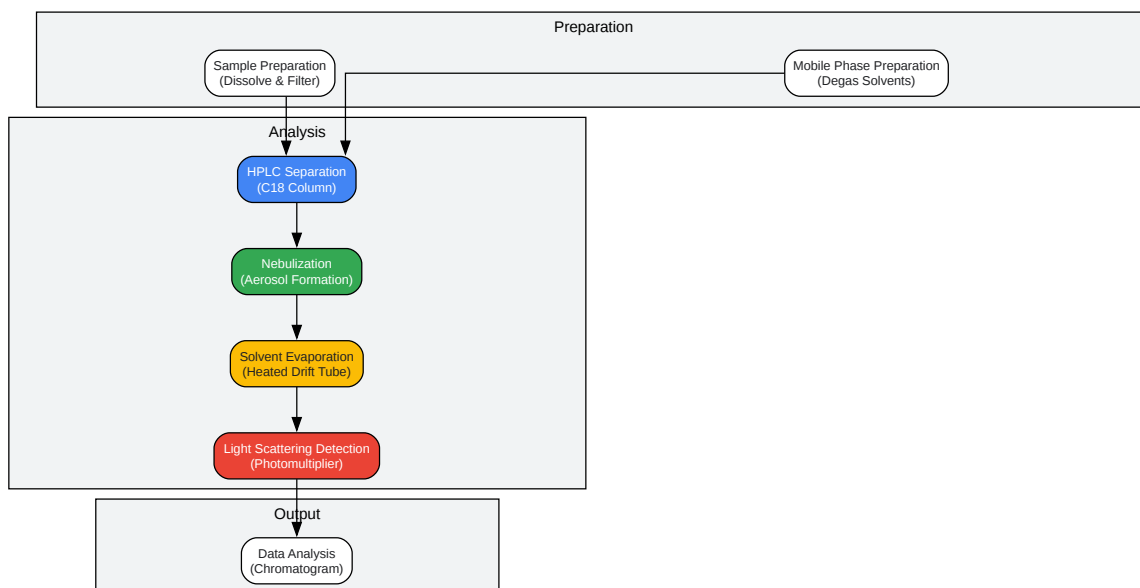 Preparation
Sample Preparation
(Dissolve & Filter)
Mobile Phase Preparation
(Degas Solvents)
Analysis
HPLC Separation
(C18 Column)
Nebulization
(Aerosol Formation)
Solvent Evaporation
(Heated Drift Tube)
Light Scattering Detection
(Photomultiplier)
Output
Data Analysis
(Chromatogram)